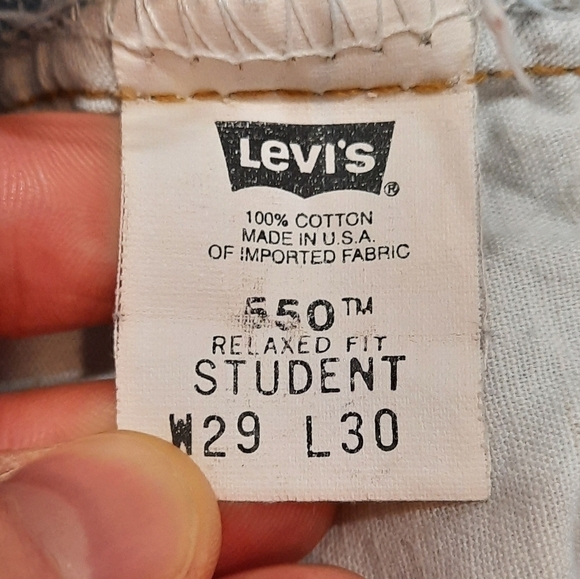 Levi's ®
100% COTTON
MADE IN U.S.A.
OF IMPORTED FABRIC
550™
RELAXED FIT
STUDENT
W29 L30